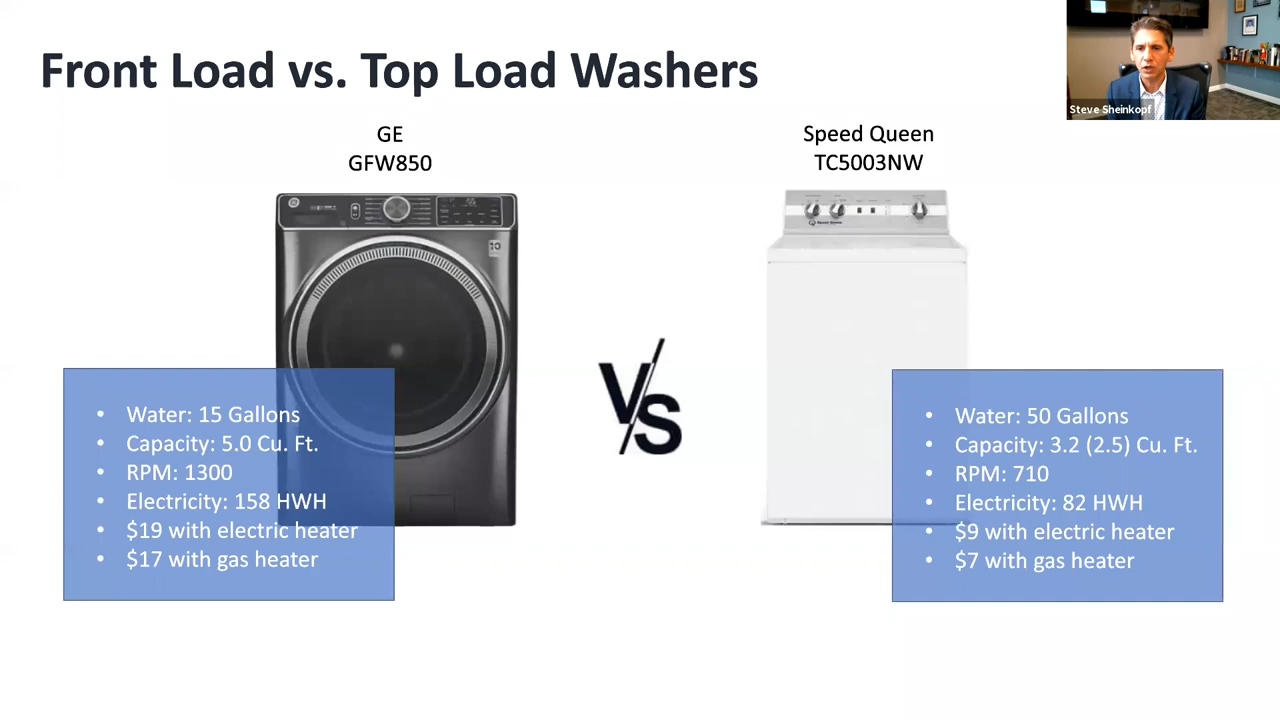 Front Load vs. Top Load Washers
Steve Sheinkopf
GE
GFW850
Speed Queen
TC5003NW
VS
• Water: 15 Gallons
• Capacity: 5.0 Cu. Ft.
• RPM: 1300
• Electricity: 158 HWH
• $19 with electric heater
• $17 with gas heater
• Water: 50 Gallons
• Capacity: 3.2 (2.5) Cu. Ft.
• RPM: 710
• Electricity: 82 HWH
• $9 with electric heater
• $7 with gas heater